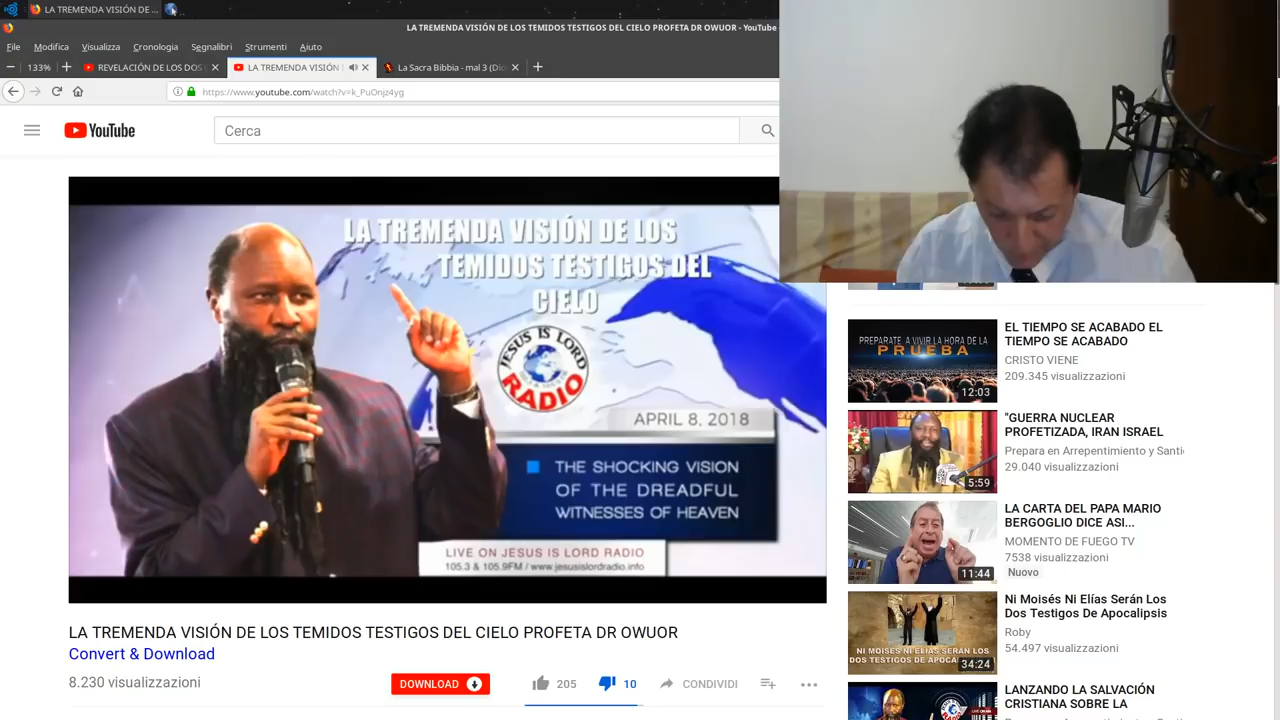 LA TREMENDA VISIÓN DE ...
LA TREMENDA VISIÓN DE LOS TEMIDOS TESTIGOS DEL CIELO PROFETA DR OWUOR - YouTube -
File Modifica Visualizza Cronologia Segnalibri Strumenti Aiuto
133% REVELACIÓN DE LOS DOS LA TREMENDA VISIÓN La Sacra Bibbia - mal 3 (Dio
https://www.youtube.com/watch?v=k_PuOnjz4yg
YouTube
Cerca
LA TREMENDA VISIÓN DE LOS
TEMIDOS TESTIGOS DEL
CIELO
JESUS IS LORD
RADIO
APRIL 8, 2018
THE SHOCKING VISION
OF THE DREADFUL
WITNESSES OF HEAVEN
LIVE ON JESUS IS LORD RADIO
105.3 & 105.9FM / www.jesusislordradio.info
LA TREMENDA VISIÓN DE LOS TEMIDOS TESTIGOS DEL CIELO PROFETA DR OWUOR
Convert & Download
8.230 visualizzazioni
DOWNLOAD
205
10
CONDIVIDI
PREPARATE A VIVIR LA HORA DE LA
PRUEBA
12:03
EL TIEMPO SE ACABADO EL
TIEMPO SE ACABADO
CRISTO VIENE
209.345 visualizzazioni
5:59
"GUERRA NUCLEAR
PROFETIZADA, IRAN ISRAEL
Prepara en Arrepentimiento y Santi
29.040 visualizzazioni
11:44
LA CARTA DEL PAPA MARIO
BERGOGLIO DICE ASI...
MOMENTO DE FUEGO TV
7538 visualizzazioni
Nuovo
NI MOISES NI ELIAS SERAN LOS
DOS TESTIGOS DE APOCA
34:24
Ni Moisés Ni Elías Serán Los
Dos Testigos De Apocalipsis
Roby
54.497 visualizzazioni
LANZANDO LA SALVACIÓN
CRISTIANA SOBRE LA